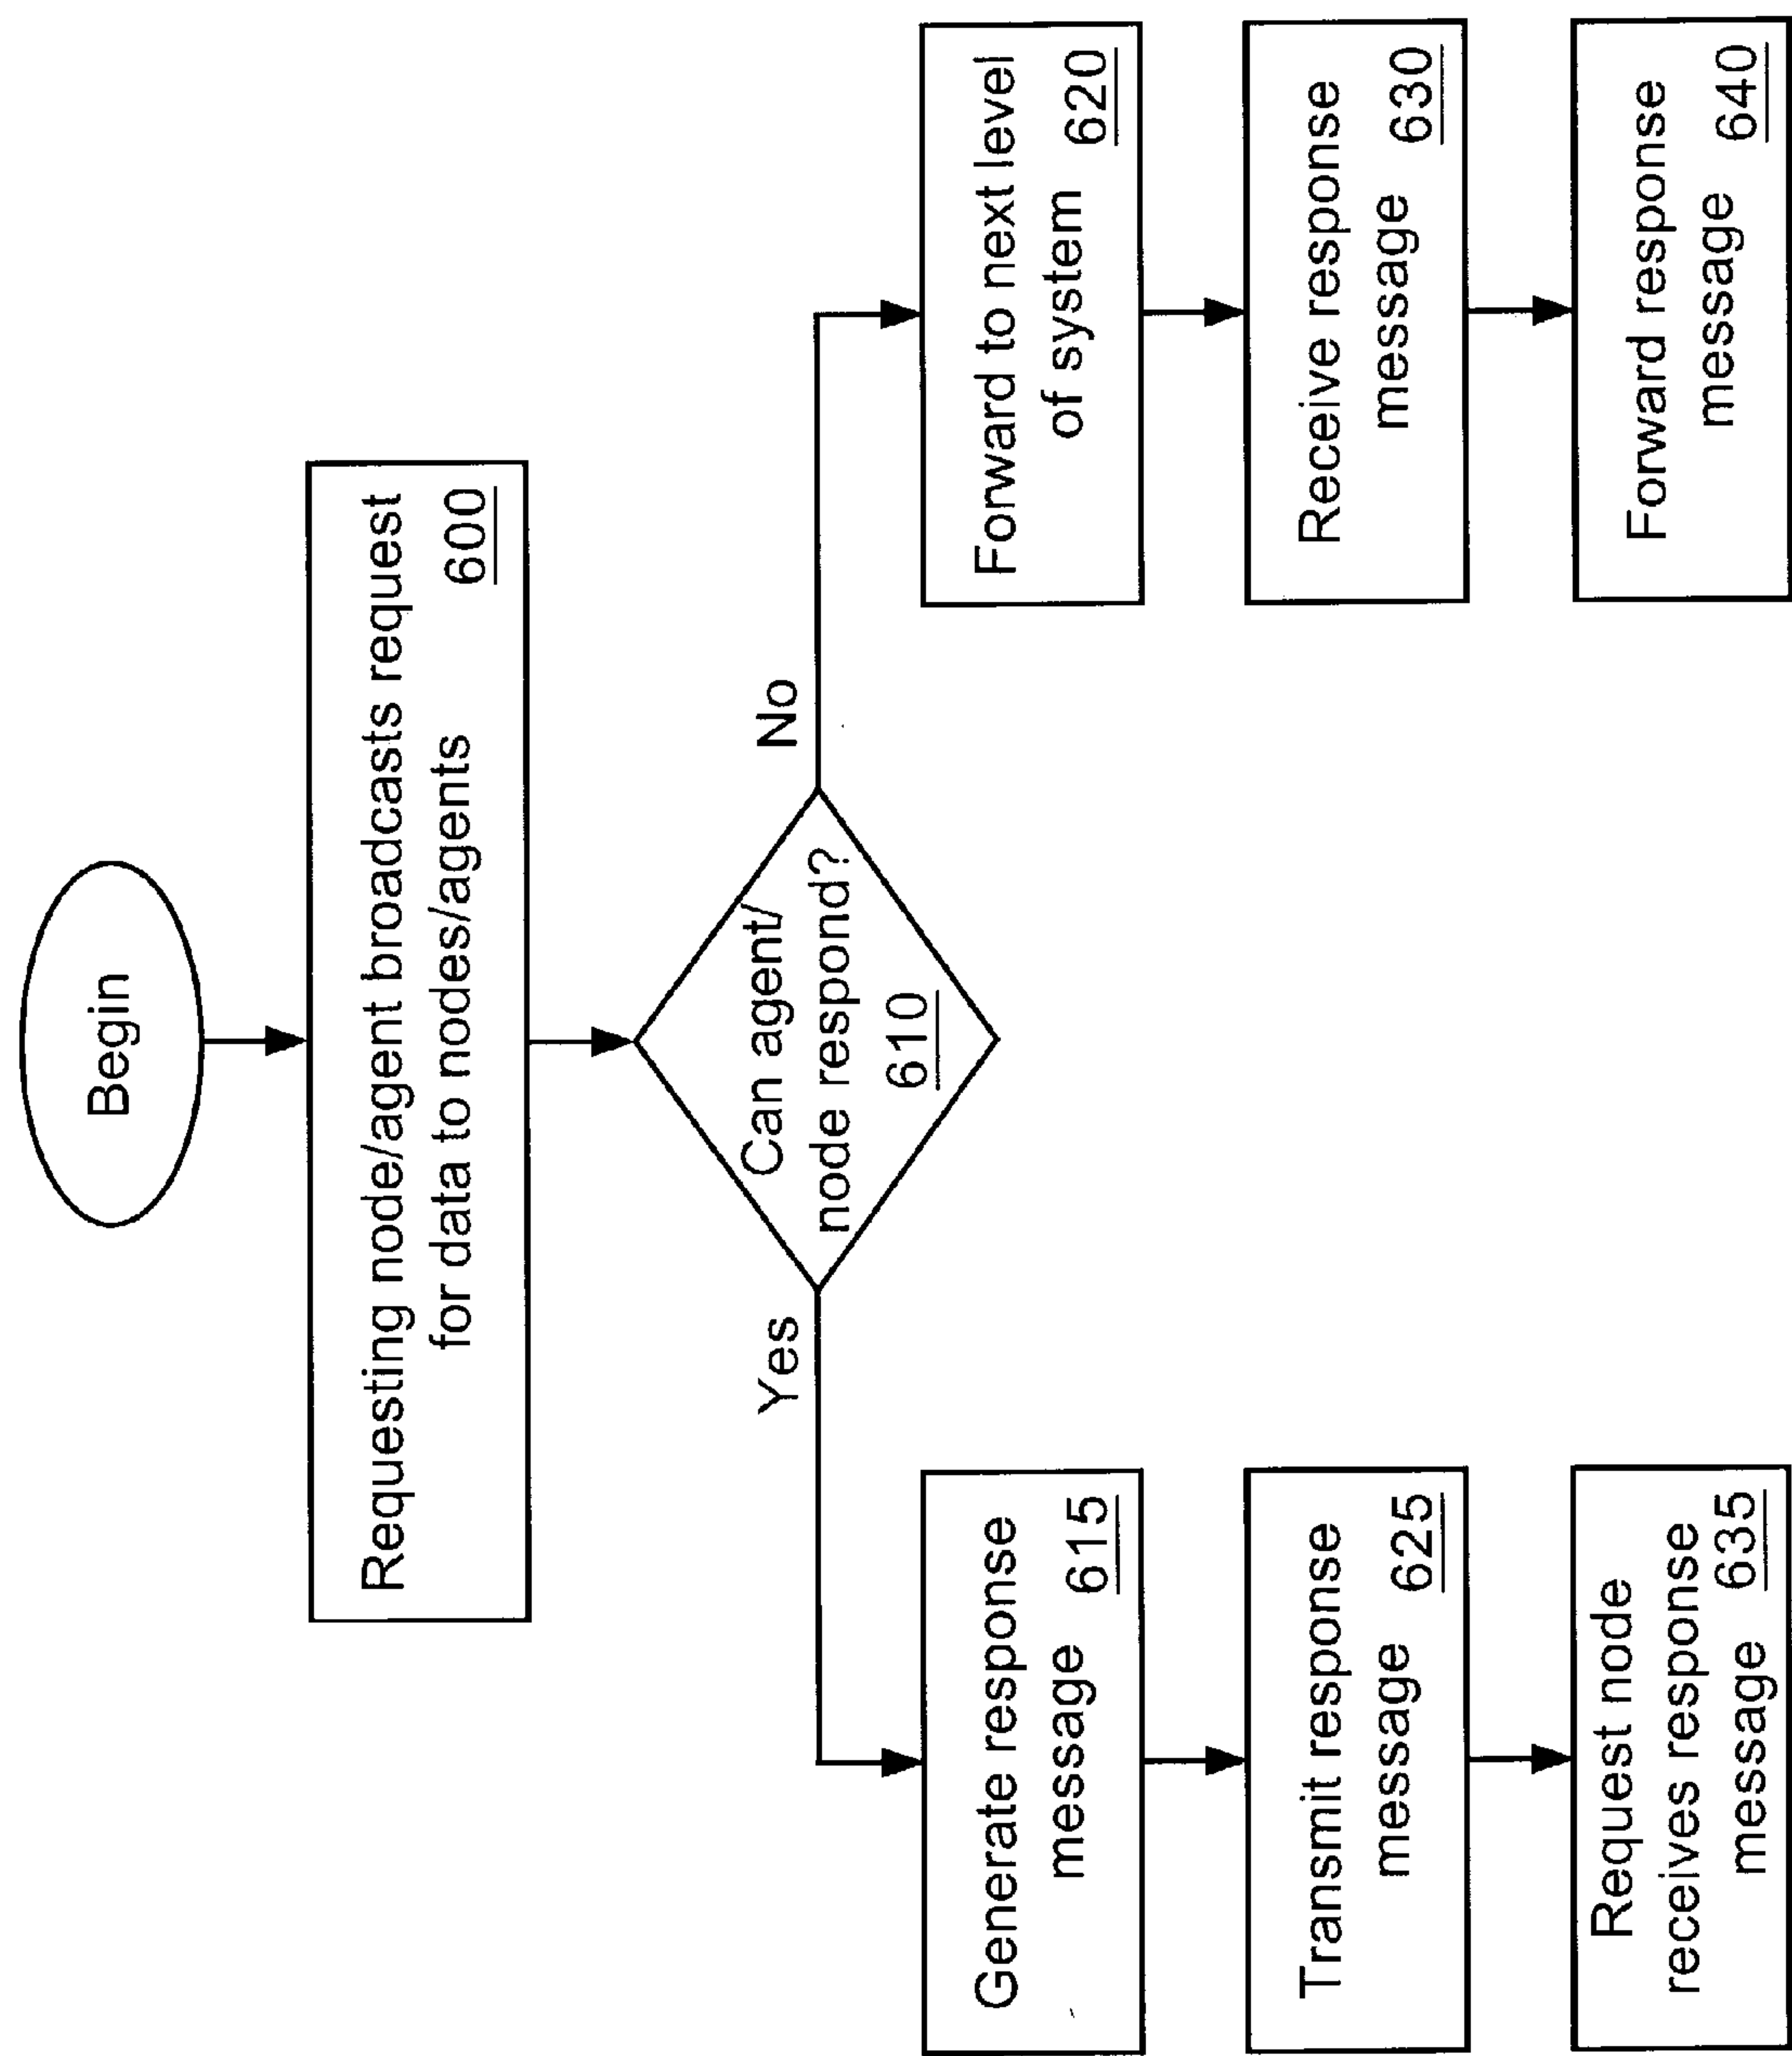 Begin
Requesting node/agent broadcasts request
for data to nodes/agents 600
Can agent/
node respond?
610
Yes
No
Generate response
message 615
Transmit response
message 625
Request node
receives response
message 635
Forward to next level
of system 620
Receive response
message 630
Forward response
message 640